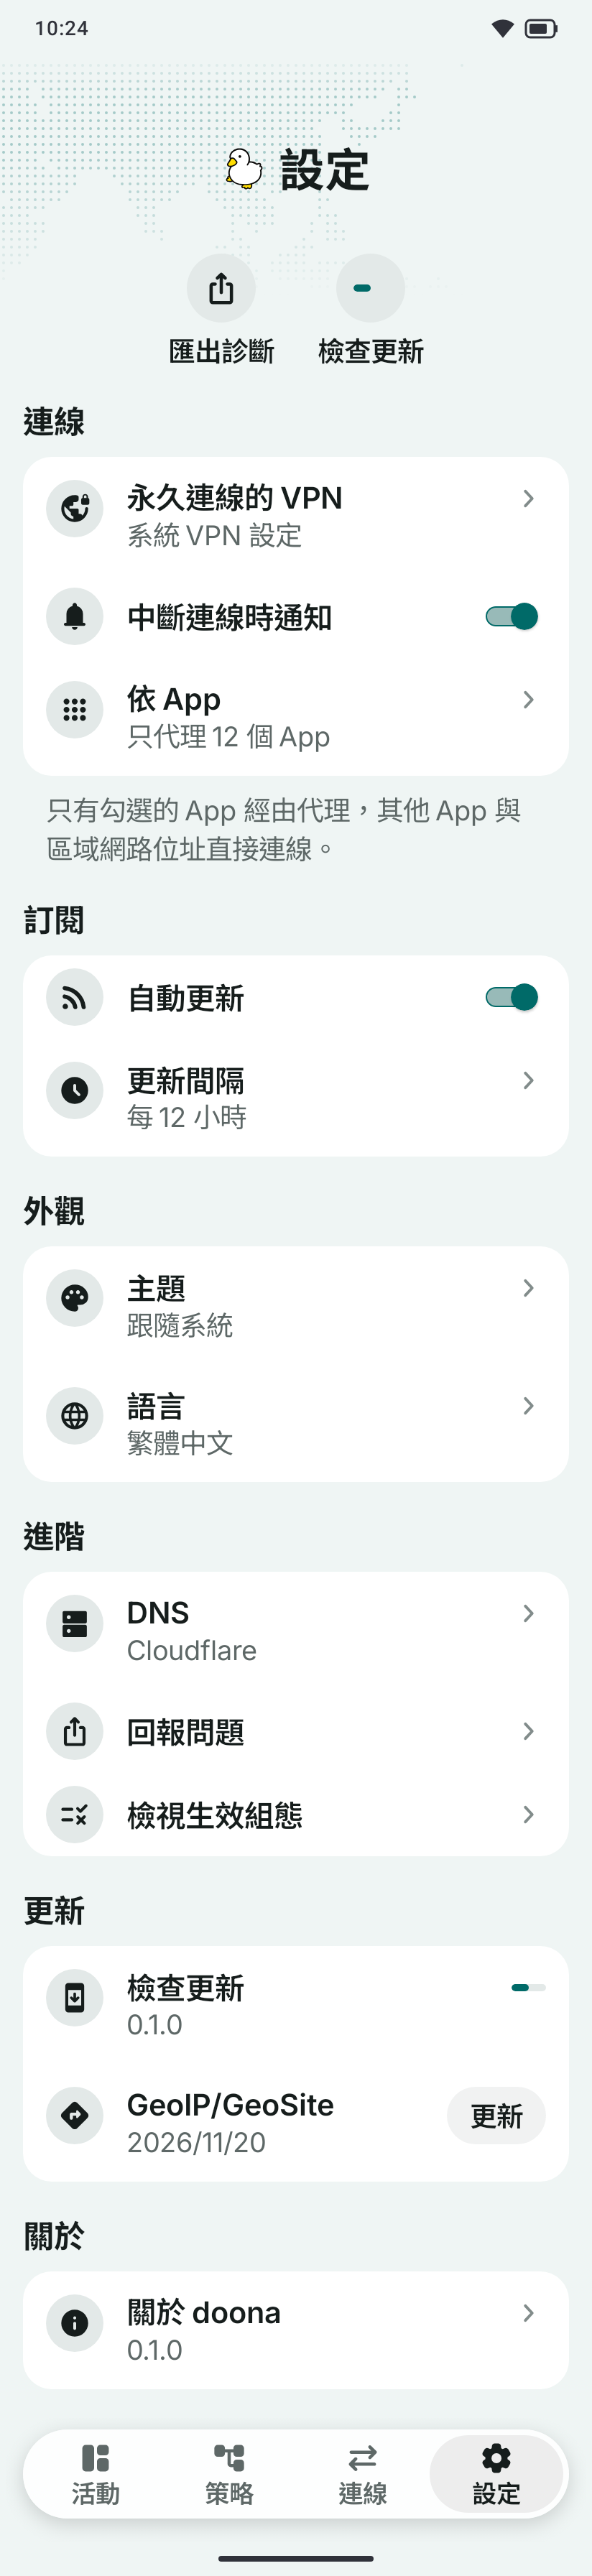 10:24
設定
匯出診斷
檢查更新
連線
永久連線的 VPN
系統 VPN 設定
中斷連線時通知
依 App
只代理 12 個 App
只有勾選的 App 經由代理，其他 App 與
區域網路位址直接連線。
訂閱
自動更新
更新間隔
每 12 小時
外觀
主題
跟隨系統
語言
繁體中文
進階
DNS
Cloudflare
回報問題
檢視生效組態
更新
檢查更新
0.1.0
GeoIP/GeoSite
2026/11/20
更新
關於
關於 doona
0.1.0
活動
策略
連線
設定